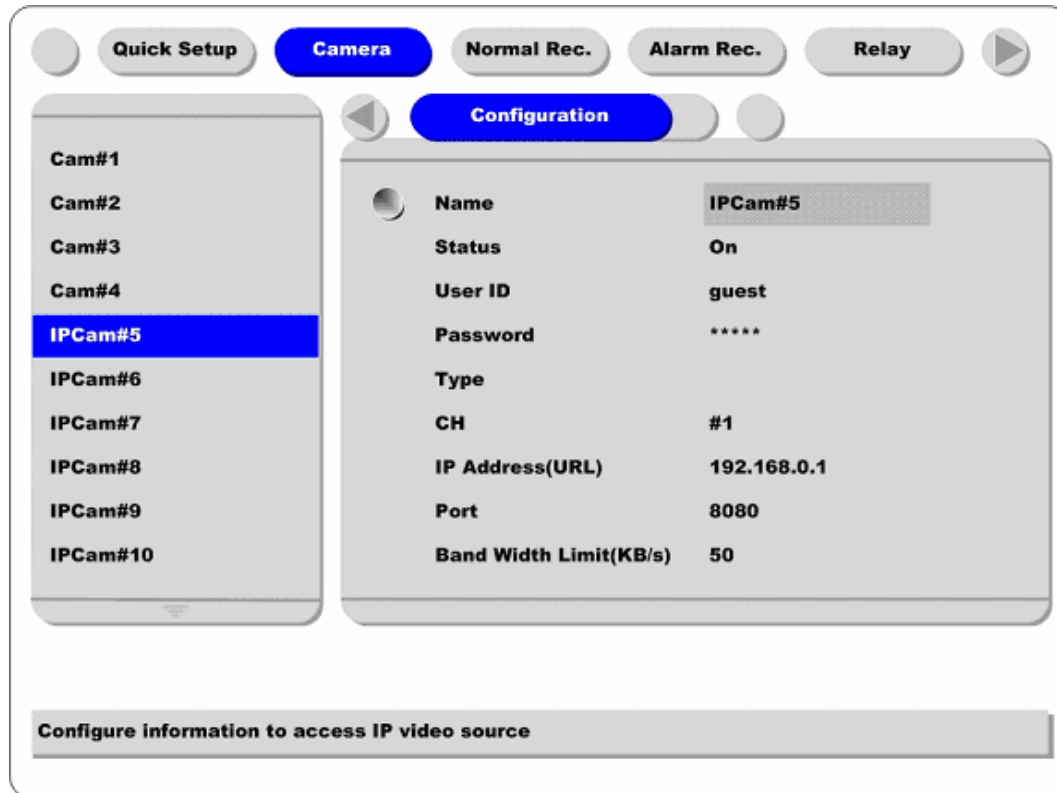 Quick Setup Camera Normal Rec. Alarm Rec. Relay
Configuration
Cam#1
Cam#2
Cam#3
Cam#4
IPCam#5
IPCam#6
IPCam#7
IPCam#8
IPCam#9
IPCam#10
Name IPCam#5
Status On
User ID guest
Password *****
Type
CH #1
IP Address(URL) 192.168.0.1
Port 8080
Band Width Limit(KB/s) 50
Configure information to access IP video source